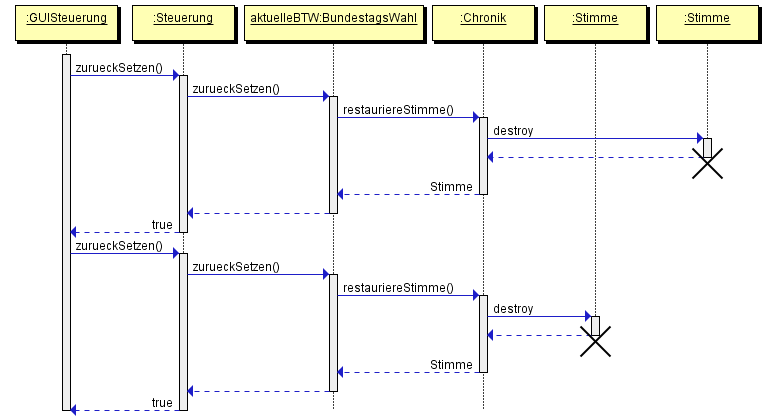 :GUISteuerung
:Steuerung
aktuelleBTW:BundestagsWahl
:Chronik
:Stimme
:Stimme
zurueckSetzen()
zurueckSetzen()
restauriereStimme()
destroy
Stimme
true
zurueckSetzen()
zurueckSetzen()
restauriereStimme()
destroy
Stimme
true